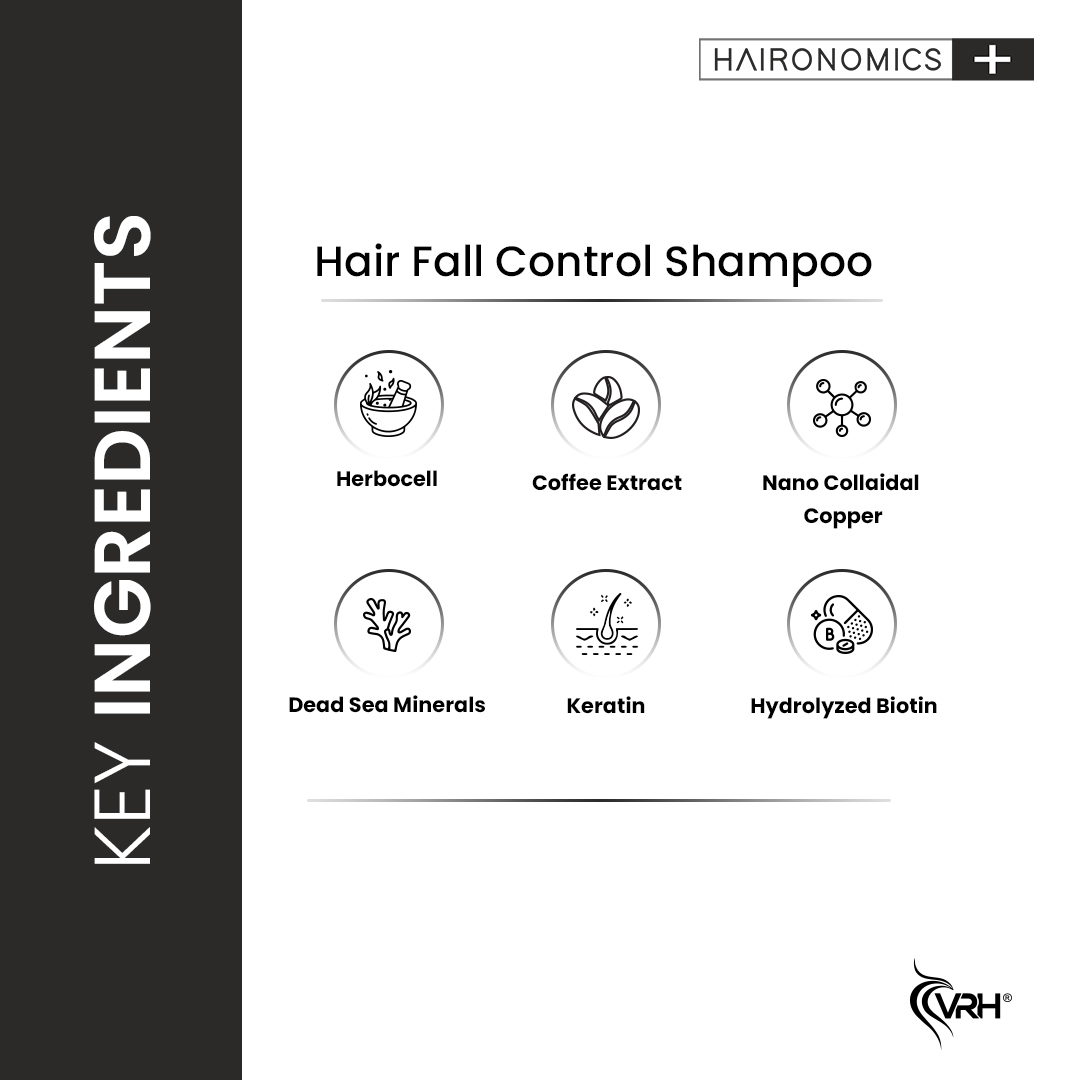 HAIRONOMICS +
KEY INGREDIENTS
Hair Fall Control Shampoo
Herbocell
Coffee Extract
Nano Collaidal
Copper
B
Dead Sea Minerals
Keratin
Hydrolyzed Biotin
VRH®